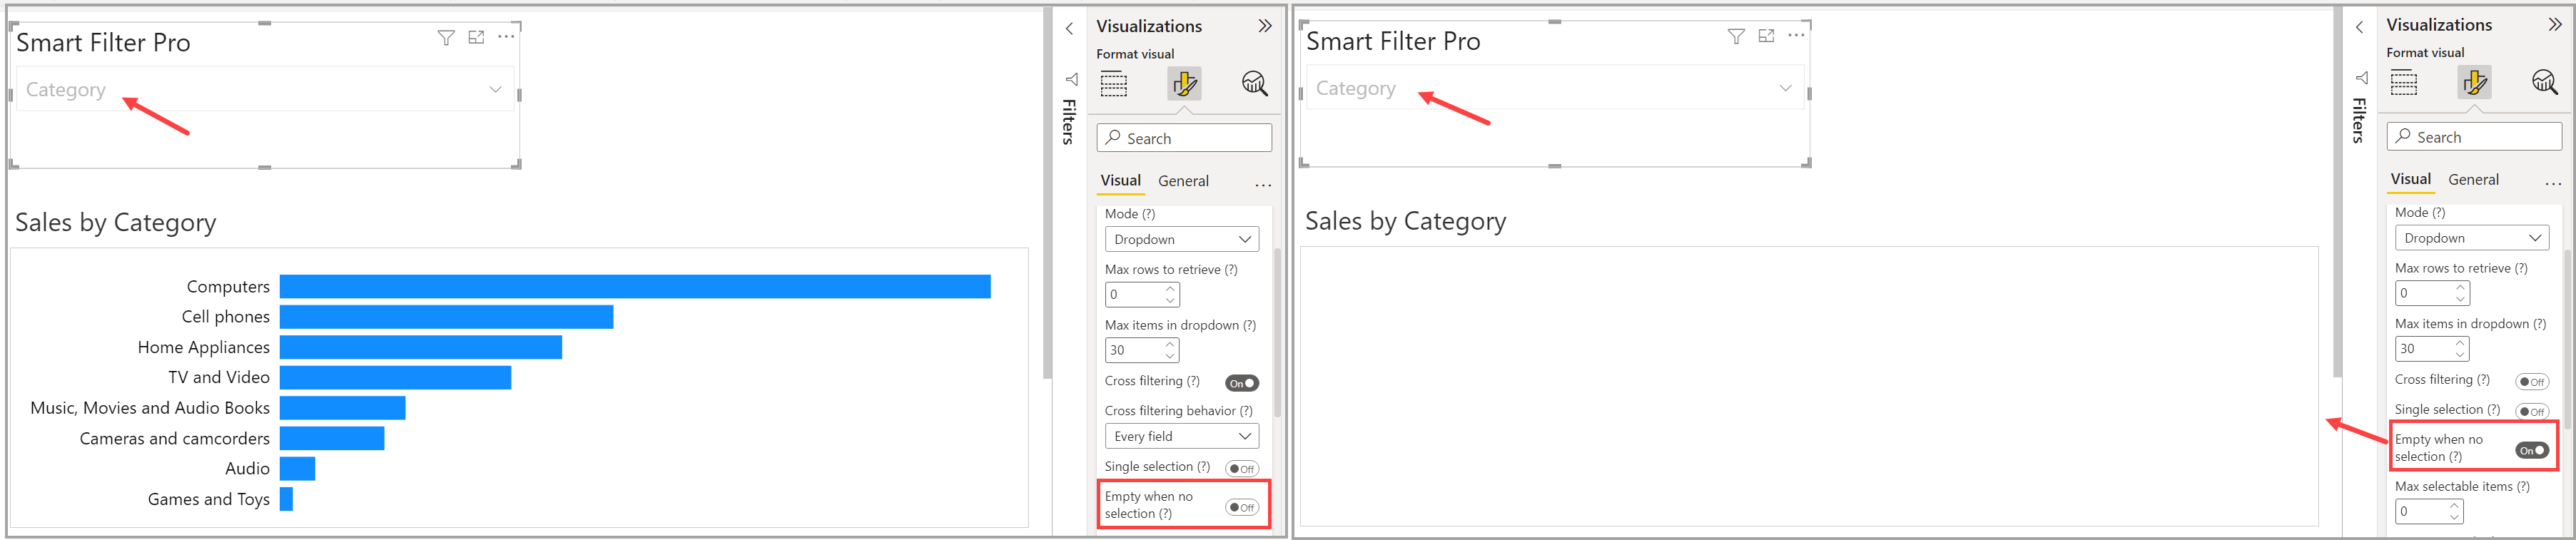 Smart Filter Pro
Category
Sales by Category
Computers
Cell phones
Home Appliances
TV and Video
Music, Movies and Audio Books
Cameras and camcorders
Audio
Games and Toys
Filters
Visualizations
Format visual
Search
Visual General
Mode (?)
Dropdown
Max rows to retrieve (?)
0
Max items in dropdown (?)
30
Cross filtering (?) On
Cross filtering behavior (?)
Every field
Single selection (?) Off
Empty when no
selection (?) Off
Smart Filter Pro
Category
Sales by Category
Filters
Visualizations
Format visual
Search
Visual General
Mode (?)
Dropdown
Max rows to retrieve (?)
0
Max items in dropdown (?)
30
Cross filtering (?) Off
Single selection (?) Off
Empty when no
selection (?) On
Max selectable items (?)
0